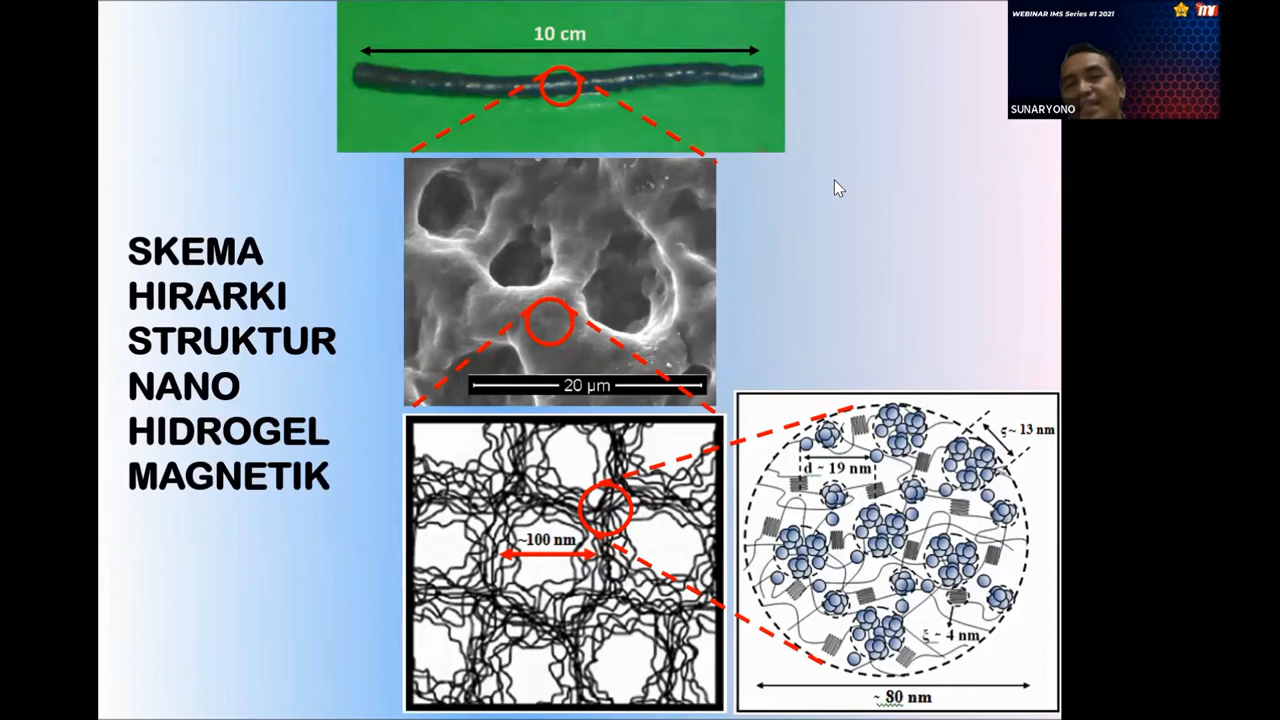 WEBINAR IMS Series #1 2021
SUNARYONO
10 cm
SKEMA
HIRARKI
STRUKTUR
NANO
HIDROGEL
MAGNETIK
20 µm
~100 nm
ς ~ 13 nm
d ~ 19 nm
ξ ~ 4 nm
~ 80 nm